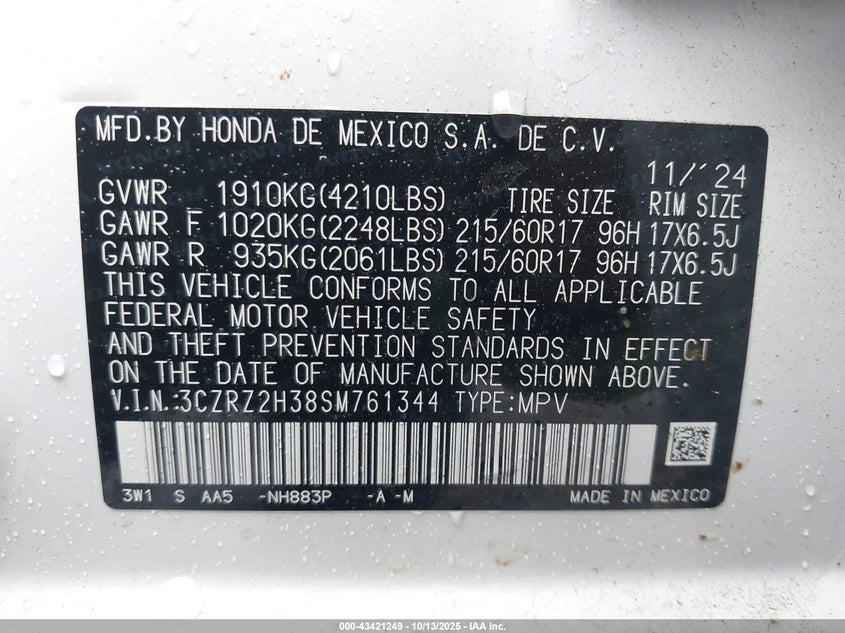 MFD.BY HONDA DE MEXICO S.A. DE C.V.
11/'24
GVWR 1910KG(4210LBS) TIRE SIZE RIM SIZE
GAWR F 1020KG(2248LBS) 215/60R17 96H 17X6.5J
GAWR R 935KG(2061LBS) 215/60R17 96H 17X6.5J
THIS VEHICLE CONFORMS TO ALL APPLICABLE
FEDERAL MOTOR VEHICLE SAFETY
AND THEFT PREVENTION STANDARDS IN EFFECT
ON THE DATE OF MANUFACTURE SHOWN ABOVE.
V.I.N.:3CZRZ2H38SM761344 TYPE:MPV
3W1 S AA5 -NH883P -A -M MADE IN MEXICO
000-43421249 | 10/13/2025 - IAA Inc.